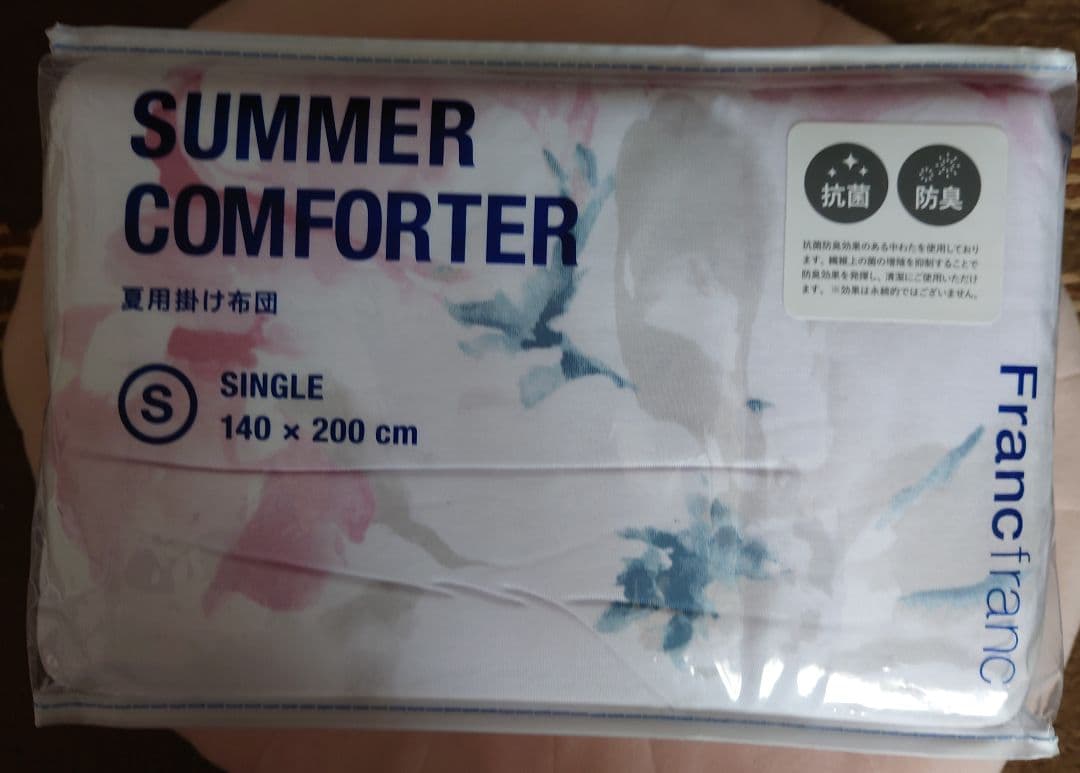 SUMMER
COMFORTER
夏用掛け布団
S
SINGLE
140 × 200 cm
抗菌
防臭
抗菌防臭効果のある中わたを使用しており
ます。繊維上の菌の増殖を抑制することで
防臭効果を発揮し、清潔にご使用いただけ
ます。※効果は永続的ではございません。
Francfranc